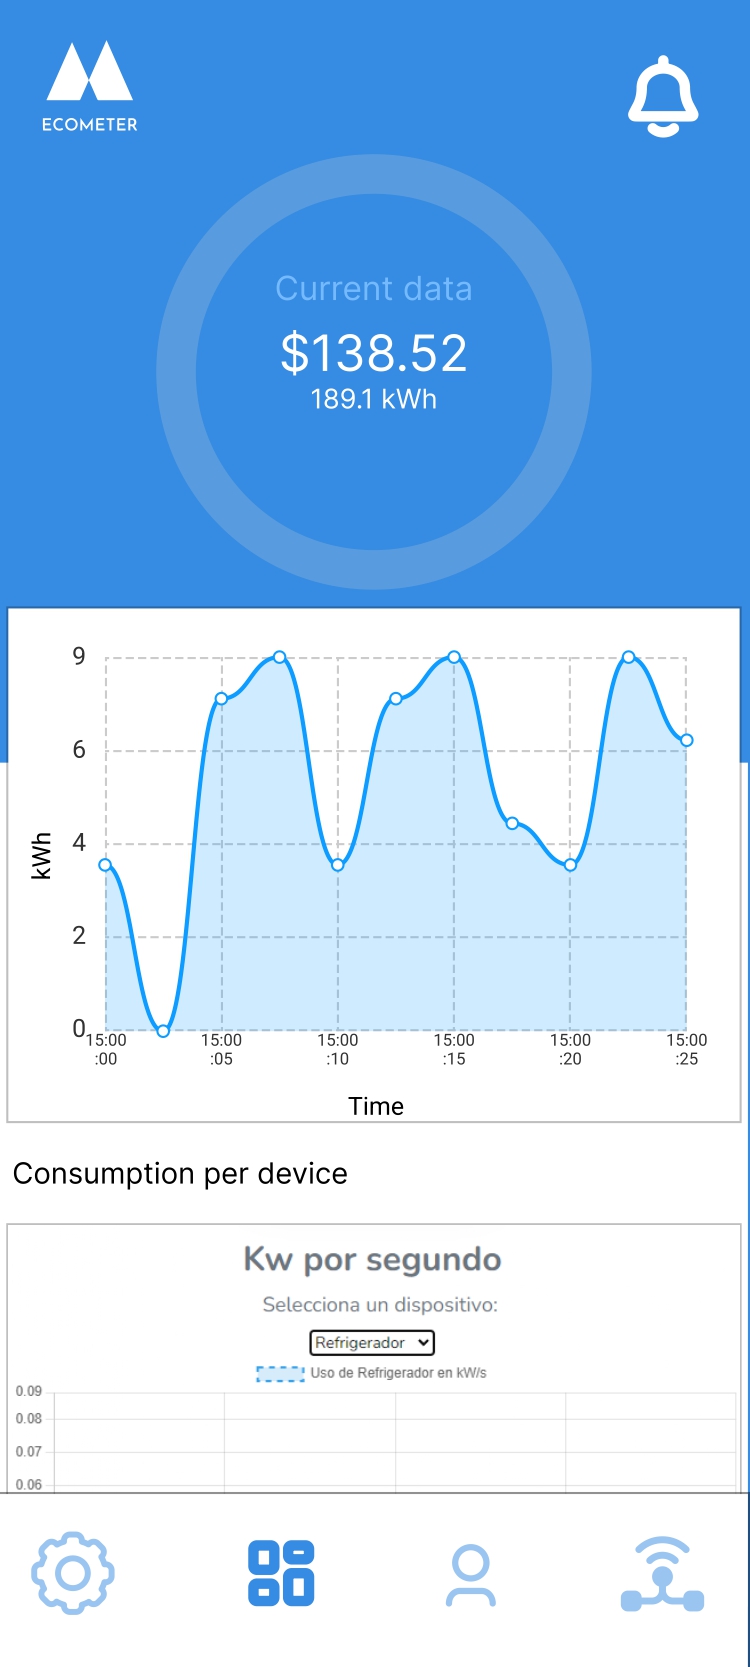 ECOMETER
Current data
$138.52
189.1 kWh
9
6
4
2
0
kWh
15:00 15:00 15:00 15:00 15:00 15:00
:00 :05 :10 :15 :20 :25
Time
Consumption per device
Kw por segundo
Selecciona un dispositivo:
Refrigerador
Uso de Refrigerador en kW/s
0.09
0.08
0.07
0.06